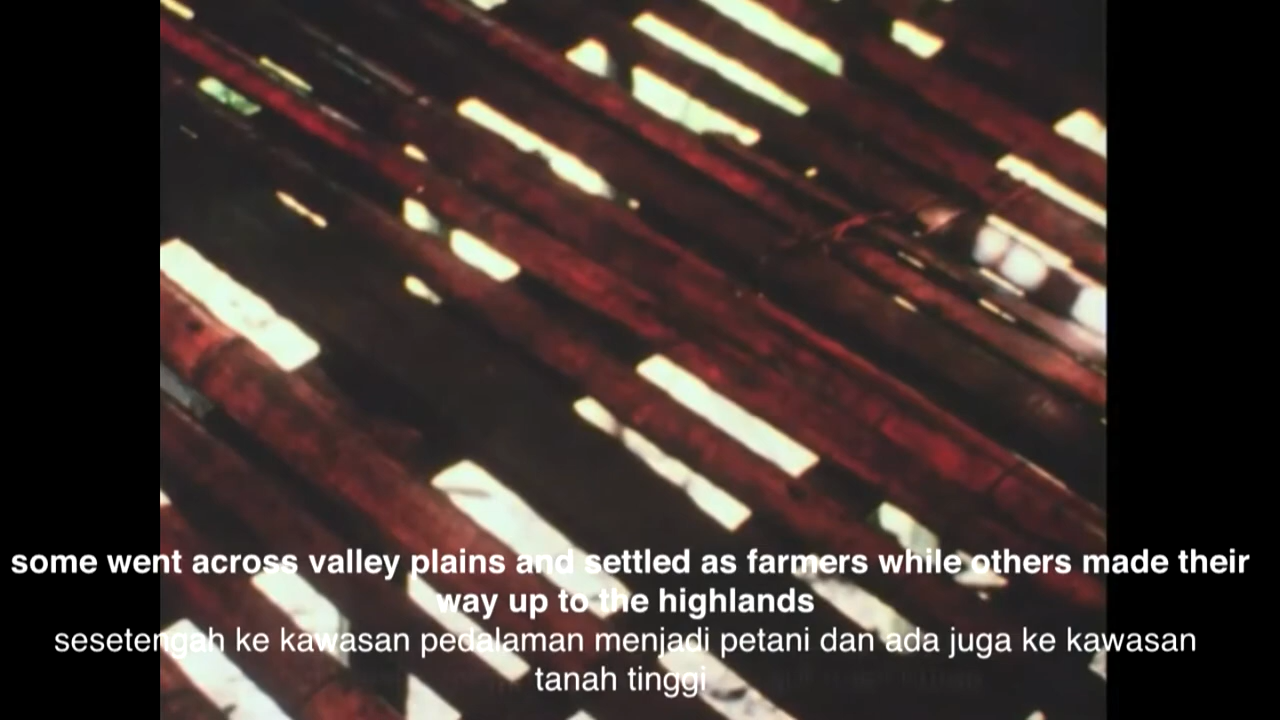 some went across valley plains and settled as farmers while others made their
way up to the highlands
sesetengah ke kawasan pedalaman menjadi petani dan ada juga ke kawasan
tanah tinggi